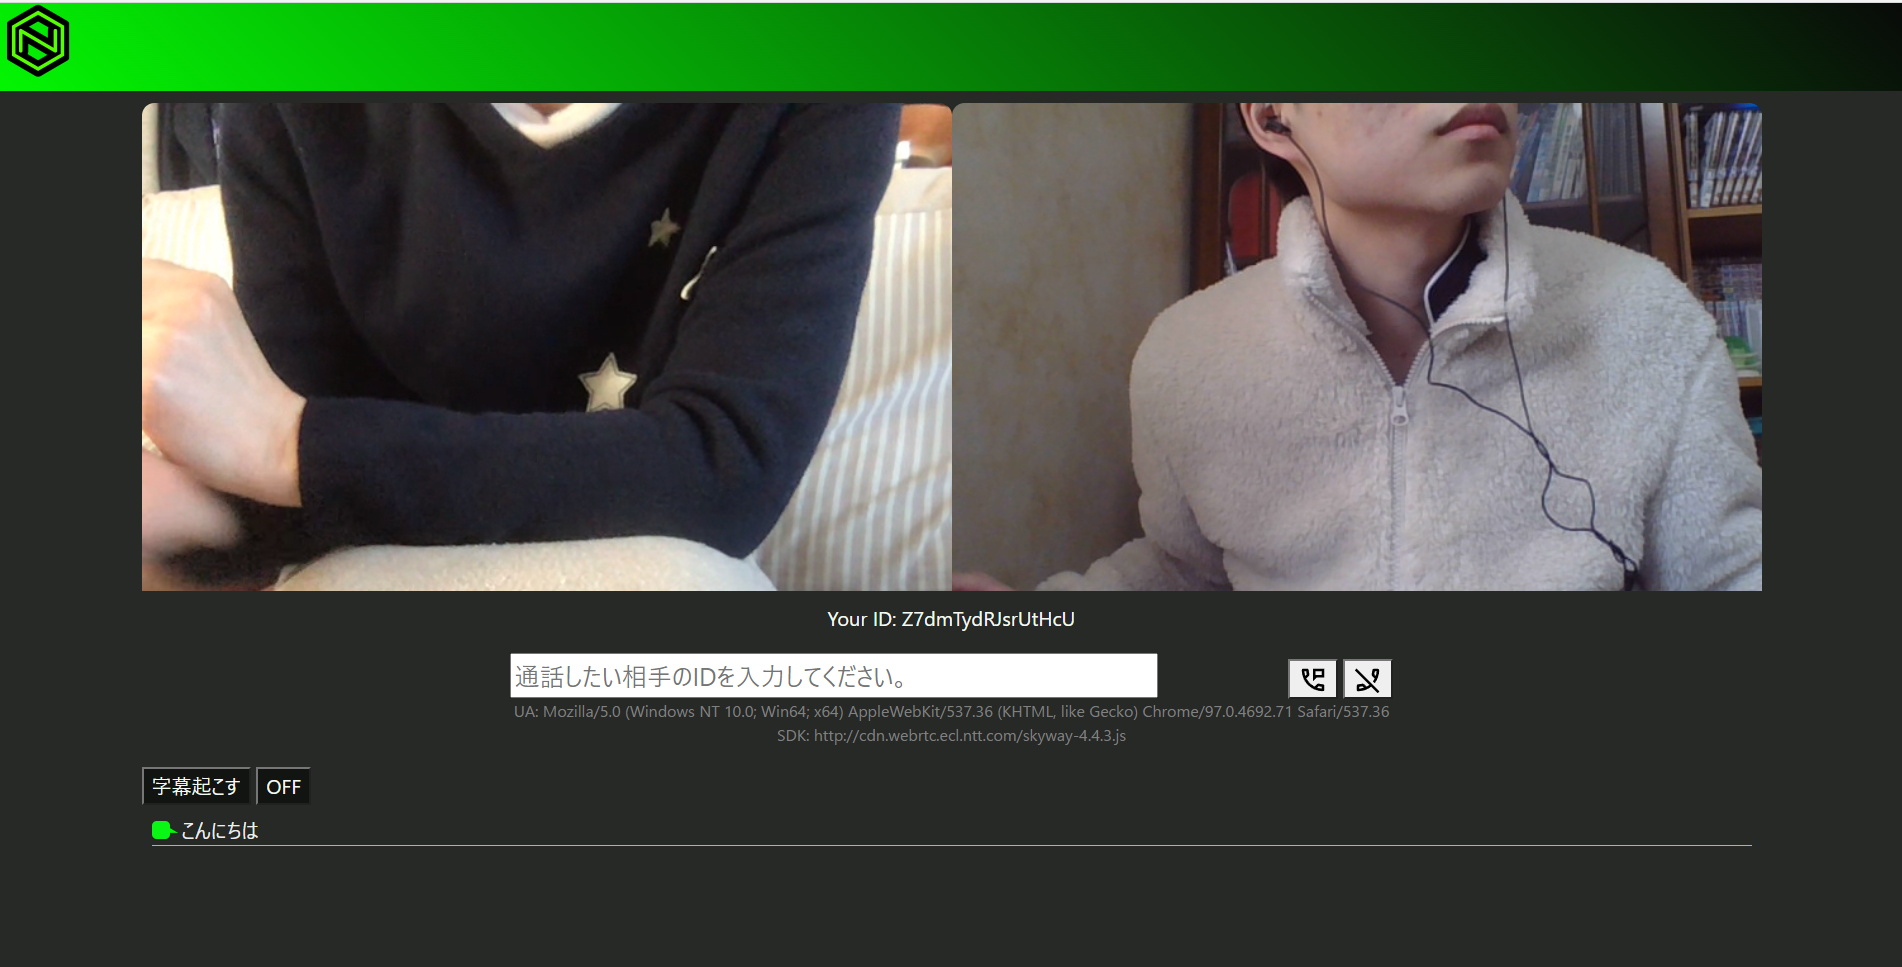 Your ID: Z7dmTydRJsrUtHcU
通話したい相手のIDを入力してください。
UA: Mozilla/5.0 (Windows NT 10.0; Win64; x64) AppleWebKit/537.36 (KHTML, like Gecko) Chrome/97.0.4692.71 Safari/537.36
SDK: http://cdn.webrtc.ecl.ntt.com/skyway-4.4.3.js
字幕起こす OFF
こんにちは